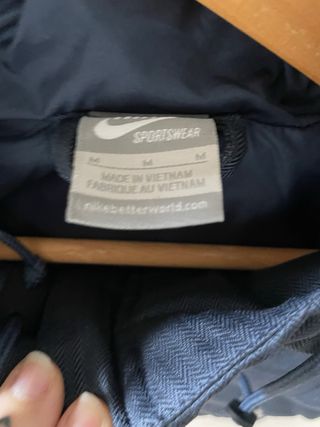 SPORTSWEAR
M M M
MADE IN VIETNAM
FABRIQUE AU VIETNAM
nikebetterworld.com